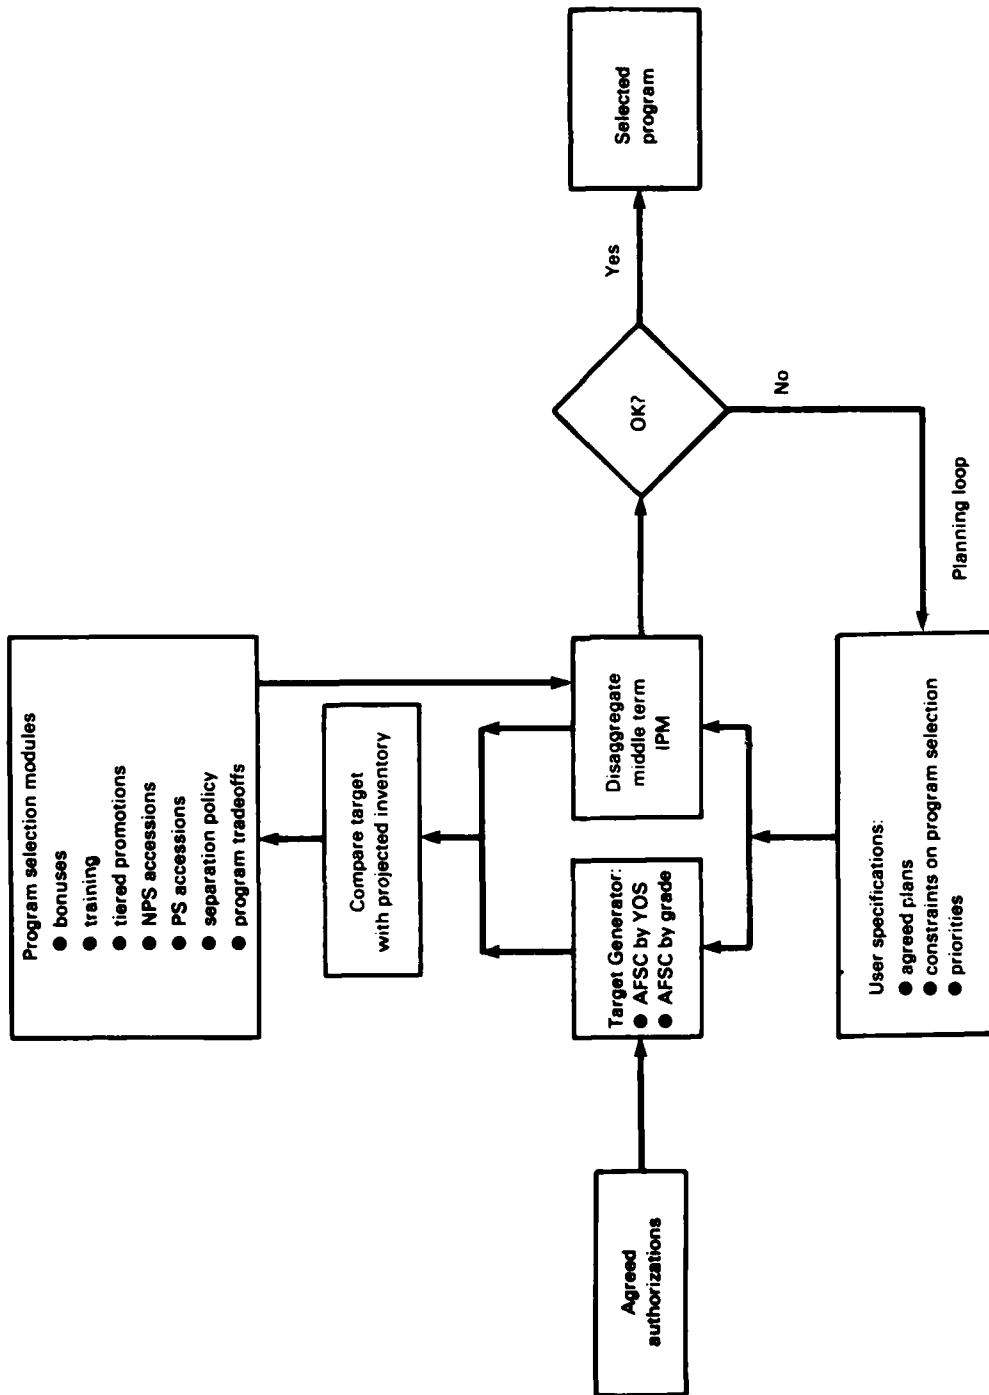 Program selection modules
● bonuses
● training
● tiered promotions
● NPS accessions
● PS accessions
● separation policy
● program tradeoffs
Compare target
with projected inventory
Agreed
authorizations
Target Generator:
● AFSC by YOS
● AFSC by grade
Disaggregate
middle term
IPM
OK?
Yes
Selected
program
No
Planning loop
User specifications:
● agreed plans
● constraints on program selection
● priorities